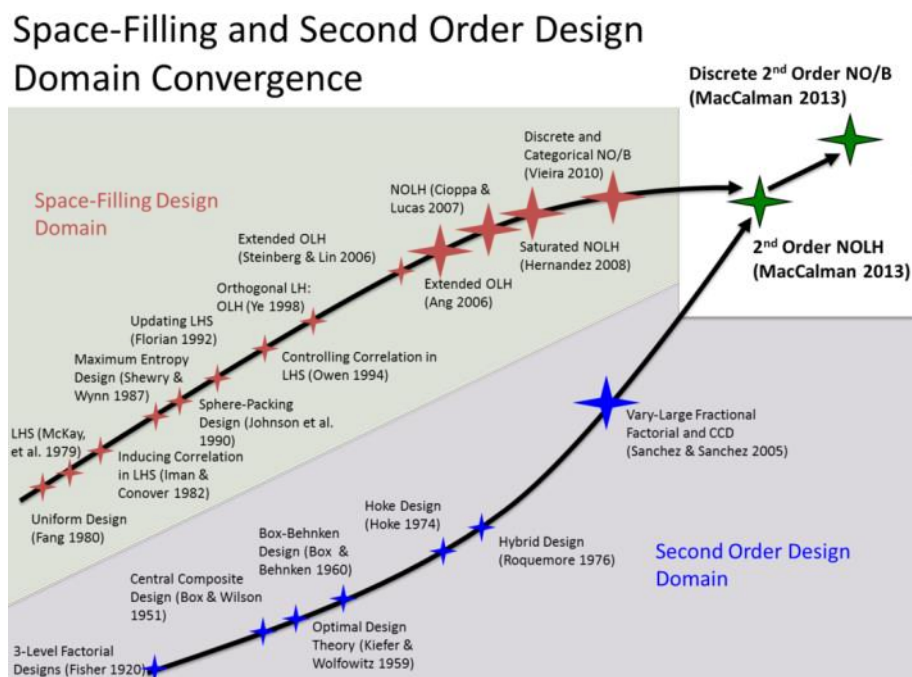 Space-Filling and Second Order Design
Domain Convergence
Discrete 2nd Order NO/B
(MacCalman 2013)
Discrete and
Categorical NO/B
(Vieira 2010)
Space-Filling Design
Domain
NOLH (Cioppa &
Lucas 2007)
2nd Order NOLH
(MacCalman 2013)
Extended OLH
(Steinberg & Lin 2006)
Saturated NOLH
(Hernandez 2008)
Extended OLH
(Ang 2006)
Orthogonal LH:
OLH (Ye 1998)
Updating LHS
(Florian 1992)
Controlling Correlation in
LHS (Owen 1994)
Maximum Entropy
Design (Shewry &
Wynn 1987)
Sphere-Packing
Design (Johnson et al.
1990)
LHS (McKay,
et al. 1979)
Inducing Correlation
in LHS (Iman &
Conover 1982)
Uniform Design
(Fang 1980)
Vary-Large Fractional
Factorial and CCD
(Sanchez & Sanchez 2005)
Hoke Design
(Hoke 1974)
Hybrid Design
(Roquemore 1976)
Second Order Design
Domain
Box-Behnken
Design (Box &
Behnken
1960)
Central Composite
Design (Box & Wilson
1951)
Optimal Design
Theory (Kiefer &
Wolfowitz 1959)
3-Level Factorial
Designs (Fisher 1920)